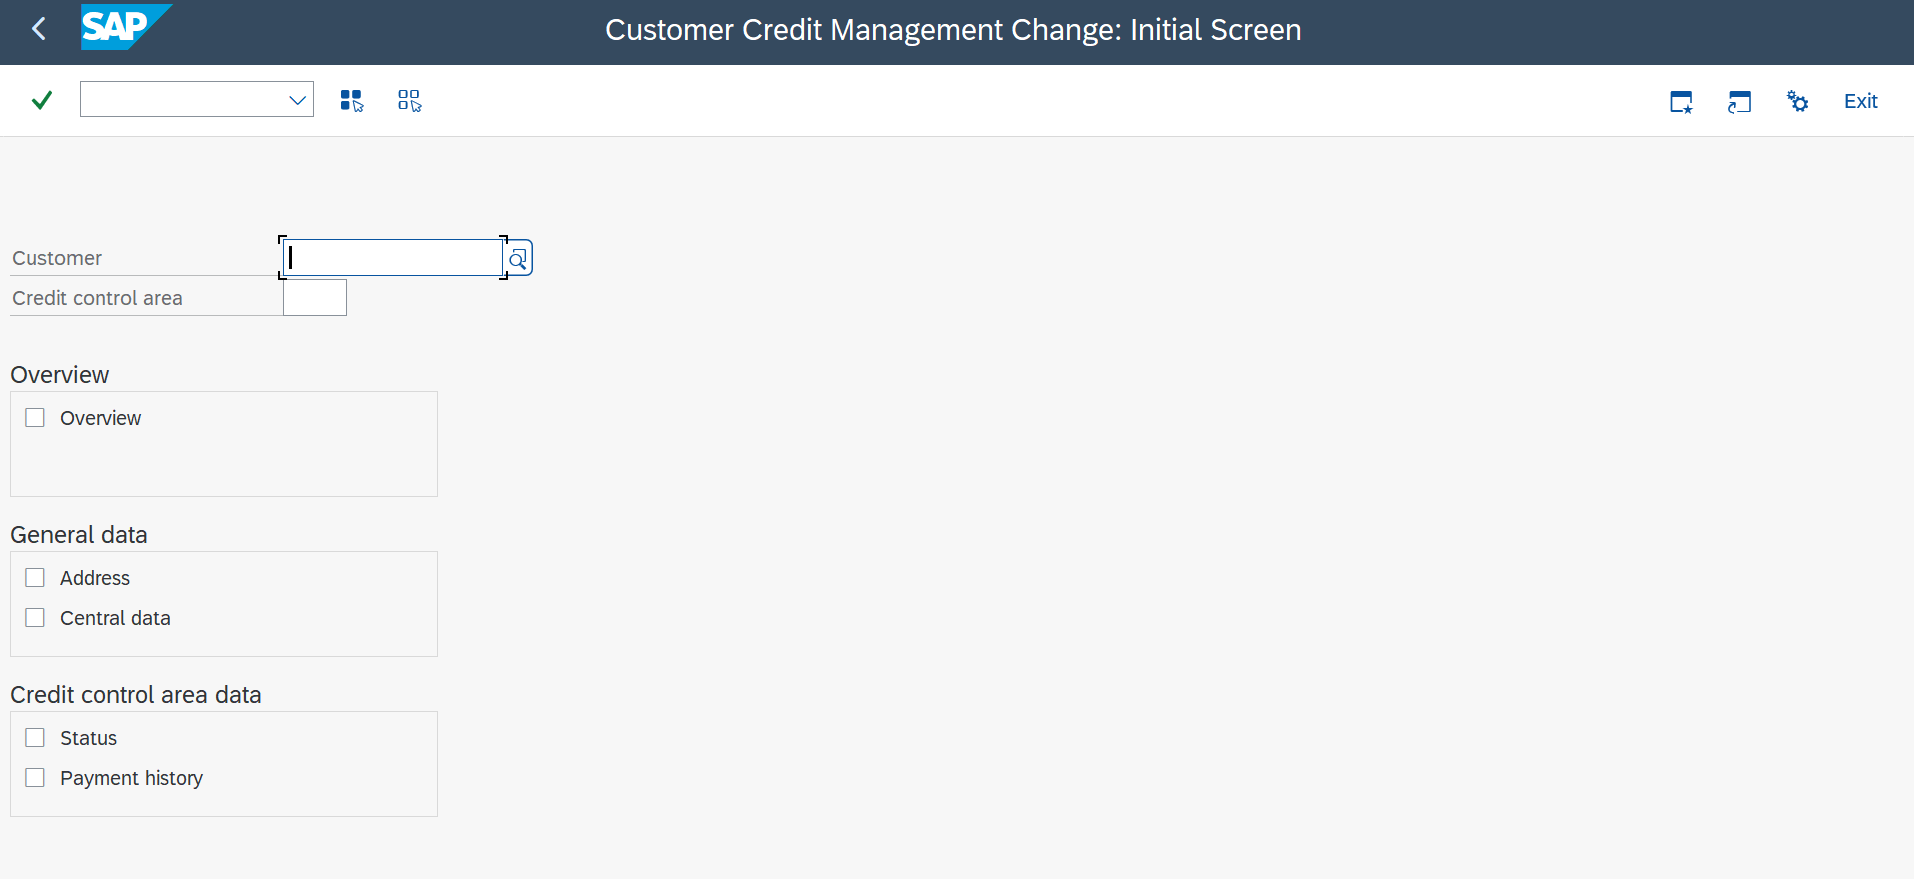 SAP
Customer Credit Management Change: Initial Screen
Exit
Customer
Credit control area
Overview
Overview
General data
Address
Central data
Credit control area data
Status
Payment history